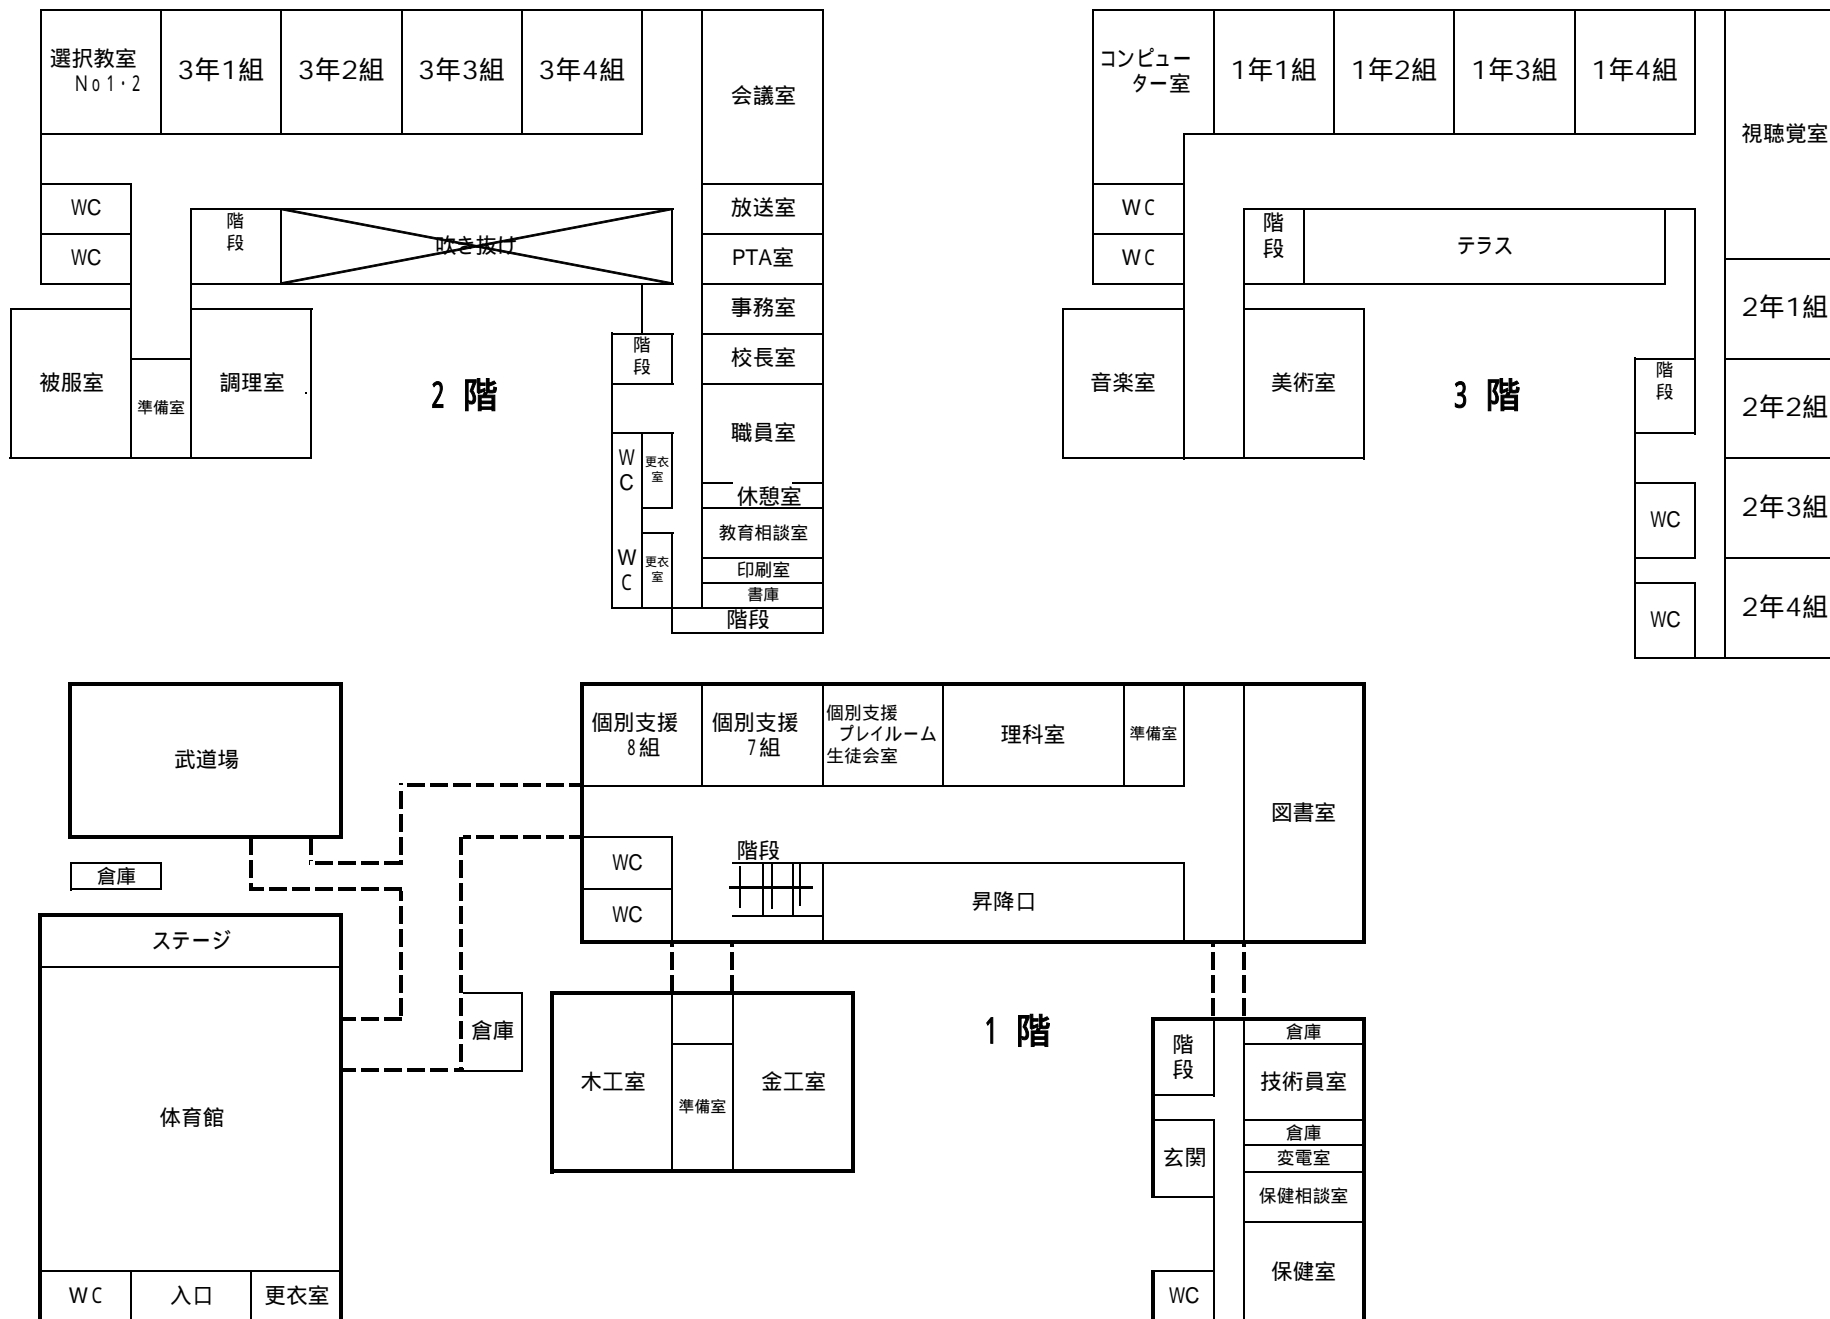 選択教室
No1・2
3年1組
3年2組
3年3組
3年4組
会議室
WC
WC
階
段
吹き抜け
放送室
PTA室
事務室
階
段
校長室
被服室
準備室
調理室
2 階
職員室
W
C
更衣
室
休憩室
教育相談室
W
C
更衣
室
印刷室
書庫
階段
コンピュー
ター室
1年1組
1年2組
1年3組
1年4組
視聴覚室
WC
WC
階
段
テラス
2年1組
音楽室
美術室
3 階
階
段
2年2組
WC
2年3組
WC
2年4組
武道場
倉庫
ステージ
体育館
WC
入口
更衣室
倉庫
個別支援
8組
個別支援
7組
個別支援
プレイルーム
生徒会室
理科室
準備室
図書室
WC
WC
階段
昇降口
木工室
準備室
金工室
1 階
階
段
倉庫
技術員室
玄関
倉庫
変電室
保健相談室
保健室
WC